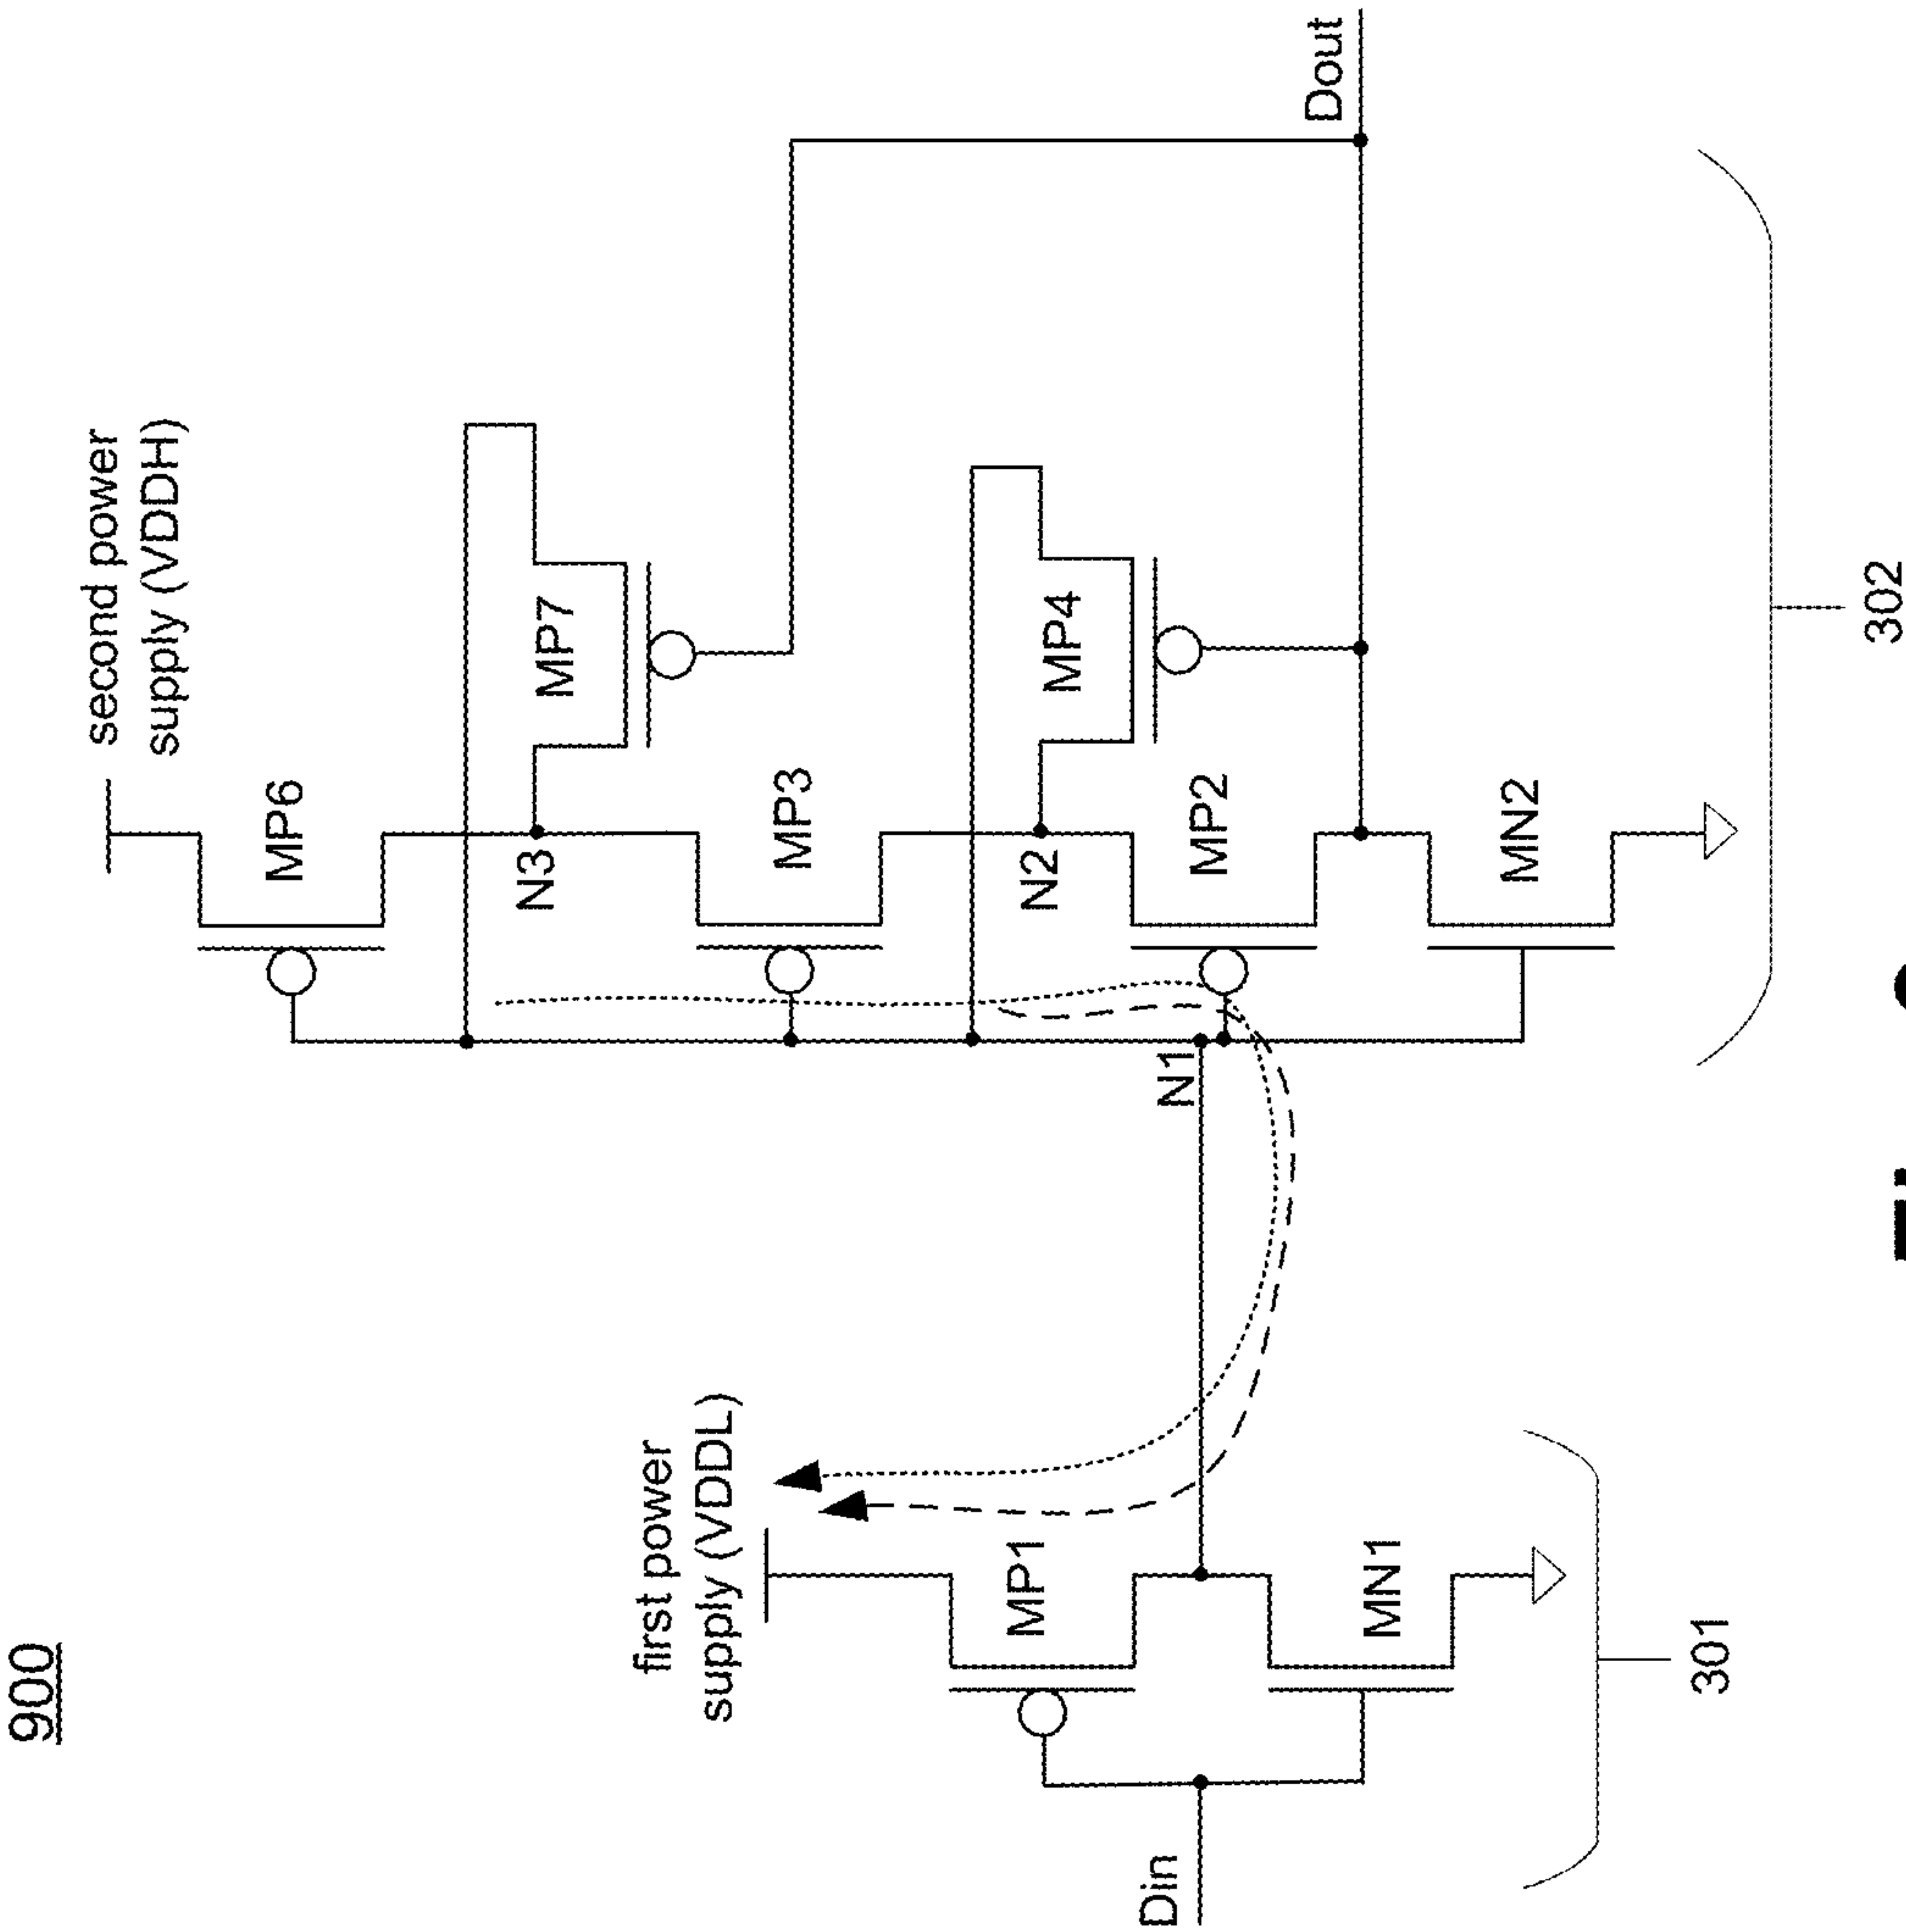 900
second power
supply (VDDH)
MP6
N3
MP7
MP3
first power
supply (VDDL)
N2
MP4
MP1
N1
MP2
Din
Dout
MN1
MN2
301
302